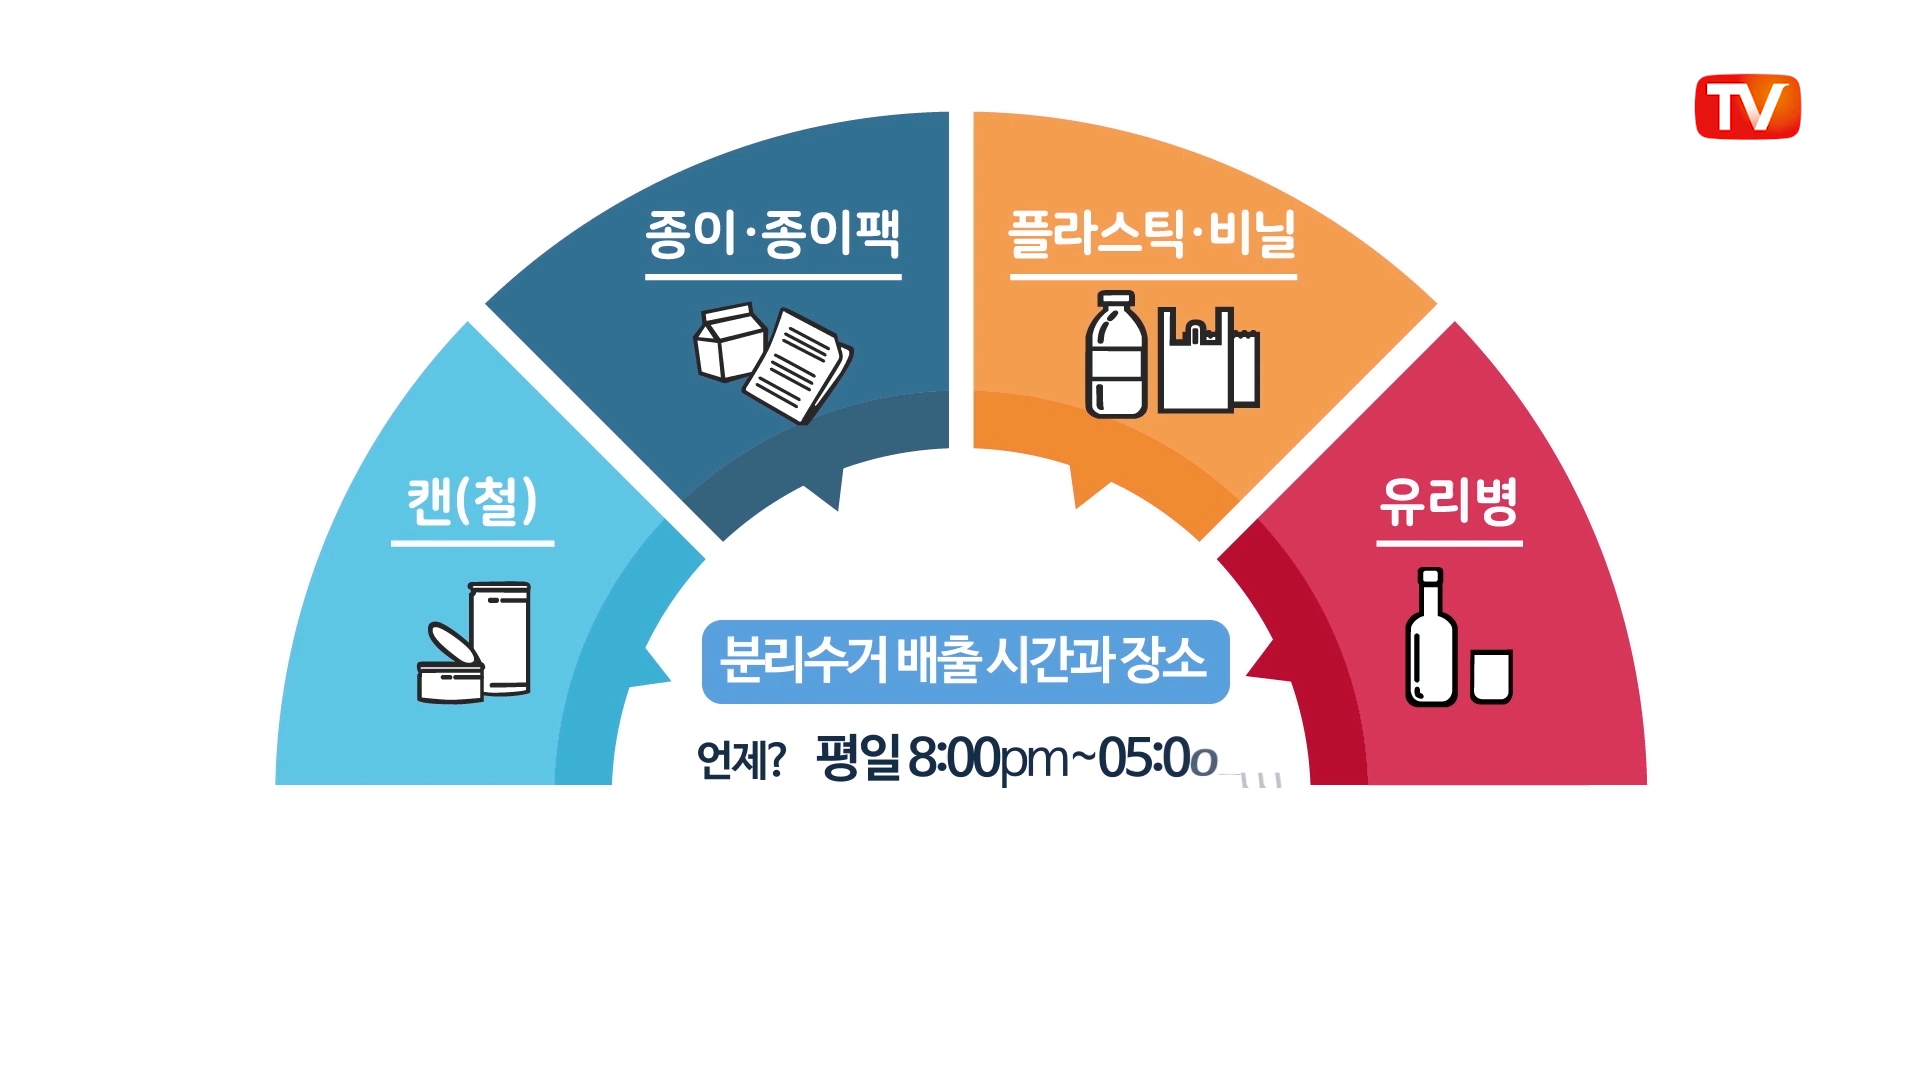 TV
종이·종이팩
플라스틱·비닐
캔(철)
유리병
분리수거 배출 시간과 장소
언제? 평일 8:00pm~05:00